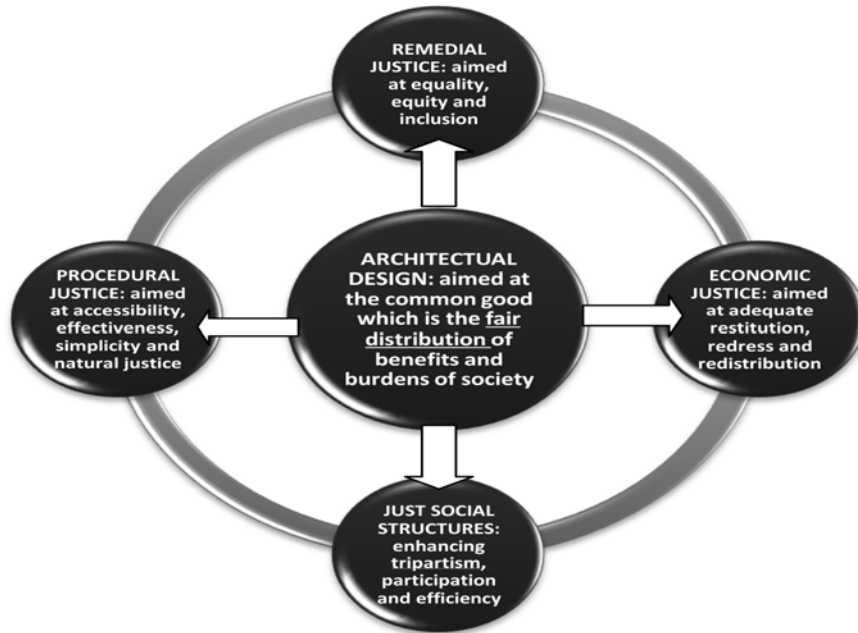 REMEDIAL
JUSTICE: aimed
at equality,
equity and
inclusion
PROCEDURAL
JUSTICE: aimed
at accessibility,
effectiveness,
simplicity and
natural justice
ARCHITECTUAL
DESIGN: aimed at
the common good
which is the fair
distribution of
benefits and
burdens of society
ECONOMIC
JUSTICE: aimed
at adequate
restitution,
redress and
redistribution
JUST SOCIAL
STRUCTURES:
enhancing
tripartism,
participation
and efficiency